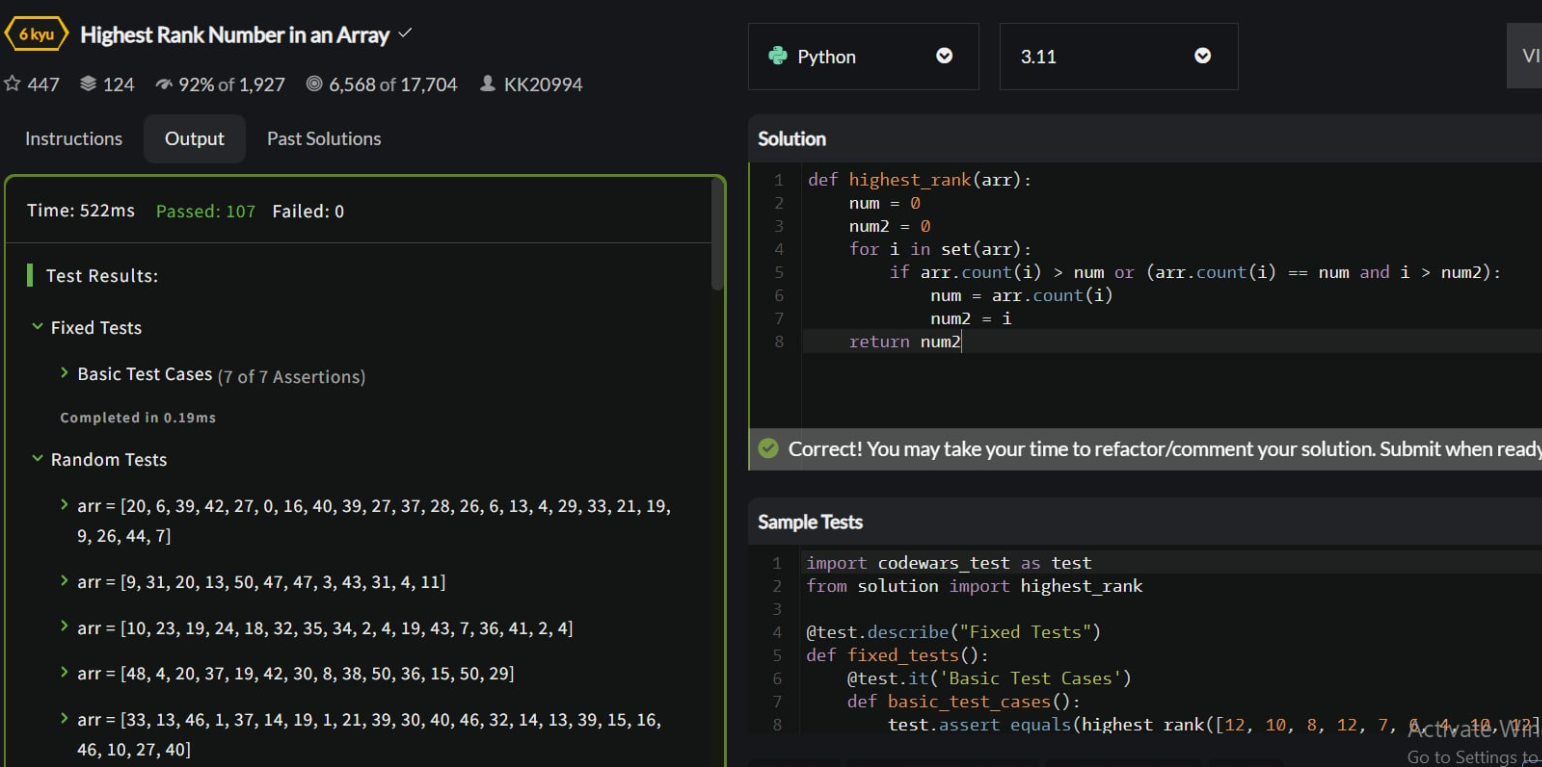 6 kyu Highest Rank Number in an Array
447 124 92% of 1,927 6,568 of 17,704 KK20994
Instructions Output Past Solutions
Time: 522ms Passed: 107 Failed: 0
Test Results:
Fixed Tests
Basic Test Cases (7 of 7 Assertions)
Completed in 0.19ms
Random Tests
arr = [20, 6, 39, 42, 27, 0, 16, 40, 39, 27, 37, 28, 26, 6, 13, 4, 29, 33, 21, 19,
9, 26, 44, 7]
arr = [9, 31, 20, 13, 50, 47, 47, 3, 43, 31, 4, 11]
arr = [10, 23, 19, 24, 18, 32, 35, 34, 2, 4, 19, 43, 7, 36, 41, 2, 4]
arr = [48, 4, 20, 37, 19, 42, 30, 8, 38, 50, 36, 15, 50, 29]
arr = [33, 13, 46, 1, 37, 14, 19, 1, 21, 39, 30, 40, 46, 32, 14, 13, 39, 15, 16,
46, 10, 27, 40]
Python 3.11 VI
Solution
1 def highest_rank(arr):
2 num = 0
3 num2 = 0
4 for i in set(arr):
5 if arr.count(i) > num or (arr.count(i) == num and i > num2):
6 num = arr.count(i)
7 num2 = i
8 return num2
Correct! You may take your time to refactor/comment your solution. Submit when ready
Sample Tests
1 import codewars_test as test
2 from solution import highest_rank
3
4 @test.describe("Fixed Tests")
5 def fixed_tests():
6 @test.it('Basic Test Cases')
7 def basic_test_cases():
8 test.assert_equals(highest_rank([12, 10, 8, 12, 7, 6, 4, 10, 12]
Activate Win
Go to Settings to